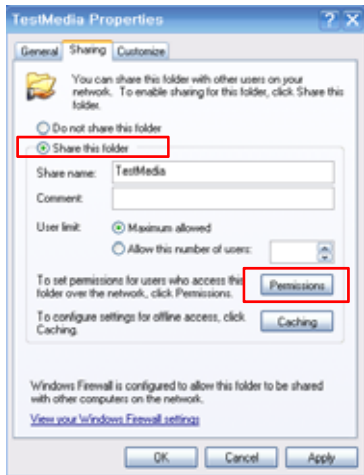 TestMedia Properties
General Sharing Customize
You can share this folder with other users on your
network. To enable sharing for this folder, click Share this
folder.
Do not share this folder
Share this folder
Share name: TestMedia
Comment:
User limit: Maximum allowed
Allow this number of users:
To set permissions for users who access this
folder over the network, click Permissions.
Permissions
To configure settings for offline access, click
Caching.
Caching
Windows Firewall is configured to allow this folder to be shared
with other computers on the network.
View your Windows Firewall settings
OK Cancel Apply